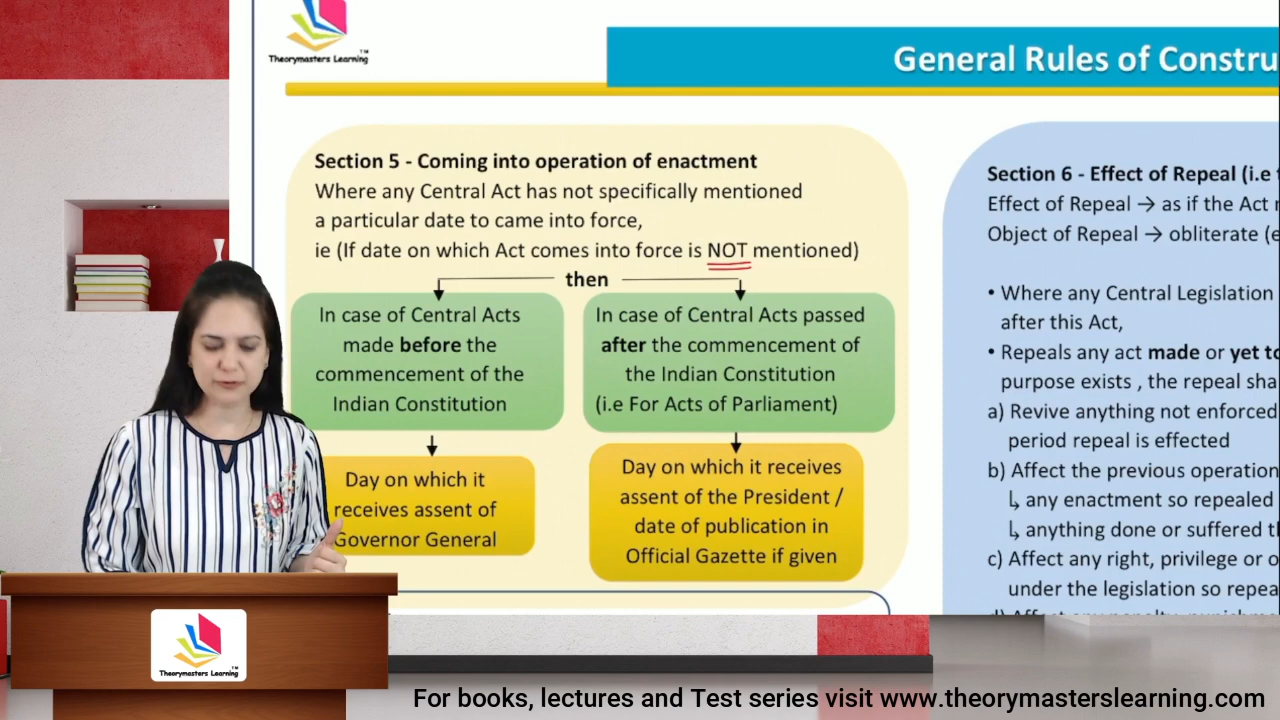 Theorymasters Learning™
General Rules of Constru
Section 5 - Coming into operation of enactment
Where any Central Act has not specifically mentioned
a particular date to came into force,
ie (If date on which Act comes into force is NOT mentioned)
then
In case of Central Acts
made before the
commencement of the
Indian Constitution
In case of Central Acts passed
after the commencement of
the Indian Constitution
(i.e For Acts of Parliament)
Day on which it
receives assent of
Governor General
Day on which it receives
assent of the President /
date of publication in
Official Gazette if given
Section 6 - Effect of Repeal (i.e
Effect of Repeal → as if the Act
Object of Repeal → obliterate (e
• Where any Central Legislation
after this Act,
• Repeals any act made or yet to
purpose exists , the repeal sha
a) Revive anything not enforced
period repeal is effected
b) Affect the previous operation
↳ any enactment so repealed
↳ anything done or suffered
c) Affect any right, privilege or o
under the legislation so repea
Theorymasters Learning™
For books, lectures and Test series visit www.theorymasterslearning.com